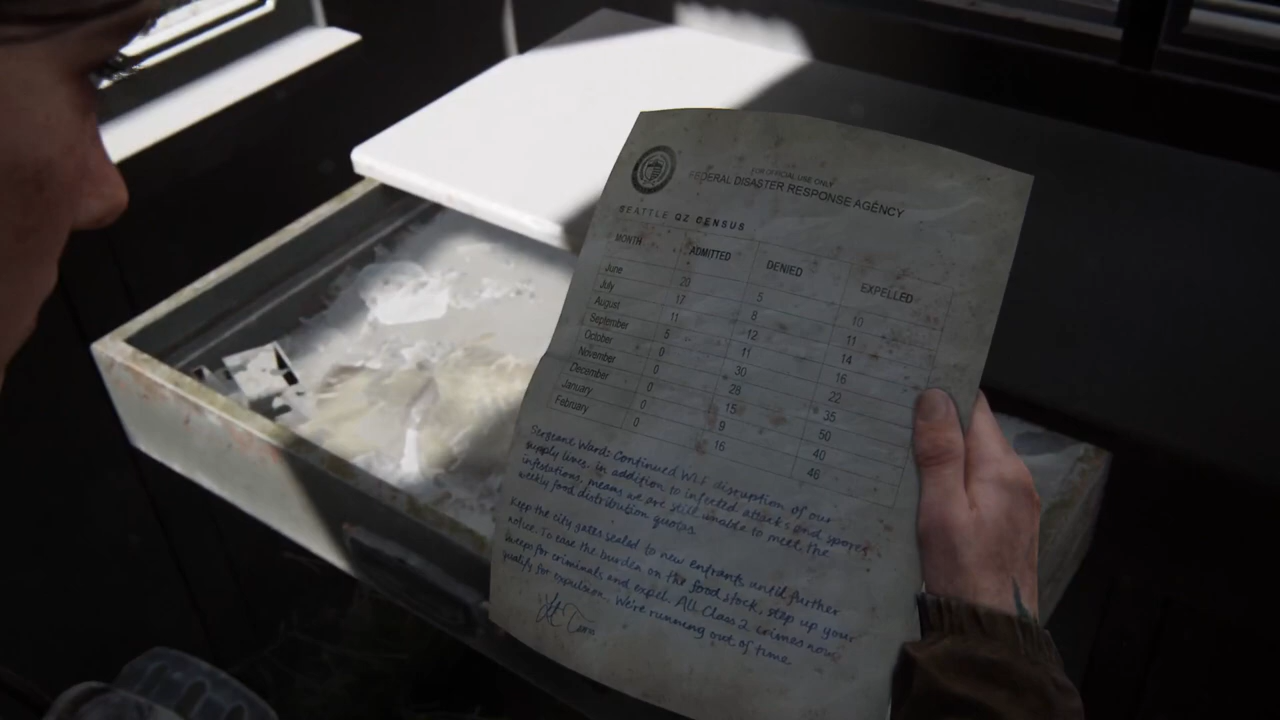 FOR OFFICIAL USE ONLY
FEDERAL DISASTER RESPONSE AGENCY
SEATTLE QZ CENSUS
MONTH ADMITTED DENIED EXPELLED
June 20 5 10
July 17 8 11
August 11 12 14
September 5 11 16
October 0 30 22
November 0 28 35
December 0 15 50
January 0 9 40
February 0 16 46
Sergeant Ward: Continued WLF disruption of our
supply lines, in addition to infected attacks and spores
infestations, means we are still unable to meet the
weekly food distribution quotas.
Keep the city gates sealed to new entrants until further
notice. To ease the burden on the food stock, step up your
sweeps for criminals and expel. All Class 2 crimes now
qualify for expulsion... We're running out of time.